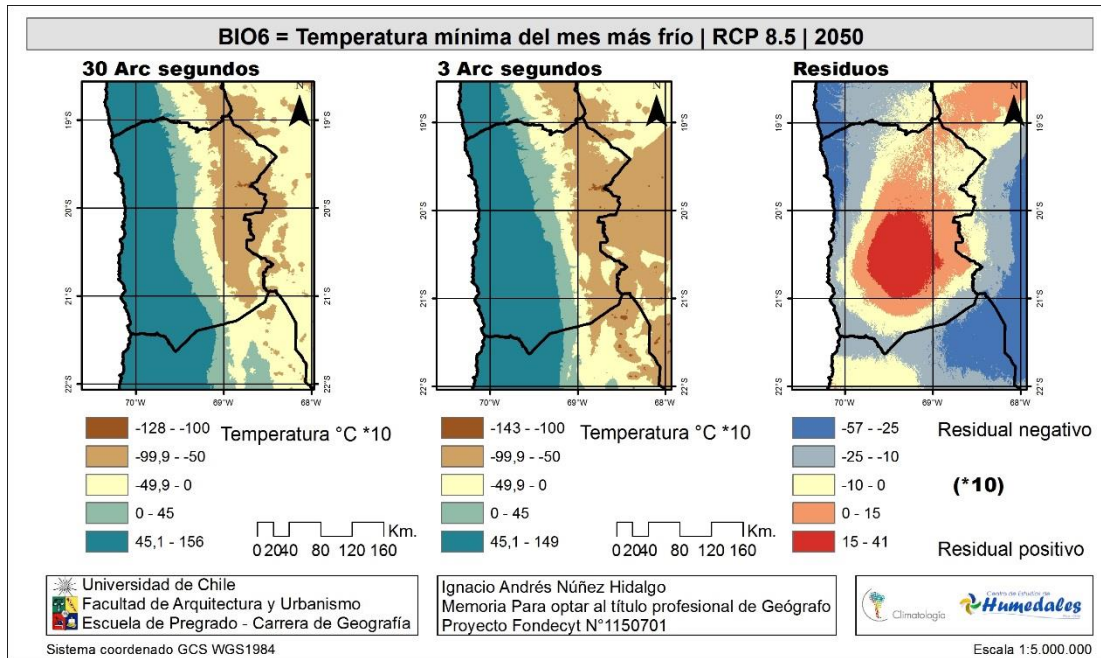 BIO6 = Temperatura mínima del mes más frío | RCP 8.5 | 2050
30 Arc segundos
3 Arc segundos
Residuos
N
N
N
19°S
20°S
21°S
22°S
70°W
69°W
68°W
19°S
20°S
21°S
22°S
19°S
20°S
21°S
22°S
70°W
69°W
68°W
19°S
20°S
21°S
22°S
19°S
20°S
21°S
22°S
70°W
69°W
68°W
19°S
20°S
21°S
22°S
-128 - -100
-99,9 - -50
-49,9 - 0
0 - 45
45,1 - 156
Temperatura °C *10
Km.
0 20 40 80 120 160
-143 - -100
-99,9 - -50
-49,9 - 0
0 - 45
45,1 - 149
Temperatura °C *10
Km.
0 20 40 80 120 160
-57 - -25
-25 - -10
-10 - 0
0 - 15
15 - 41
Residual negativo
(*10)
Residual positivo
Universidad de Chile
Facultad de Arquitectura y Urbanismo
Escuela de Pregrado - Carrera de Geografía
Ignacio Andrés Núñez Hidalgo
Memoria Para optar al título profesional de Geógrafo
Proyecto Fondecyt N°1150701
Climatología
Centro de Estudios de
Humedales
Sistema coordenado GCS WGS1984
Escala 1:5.000.000